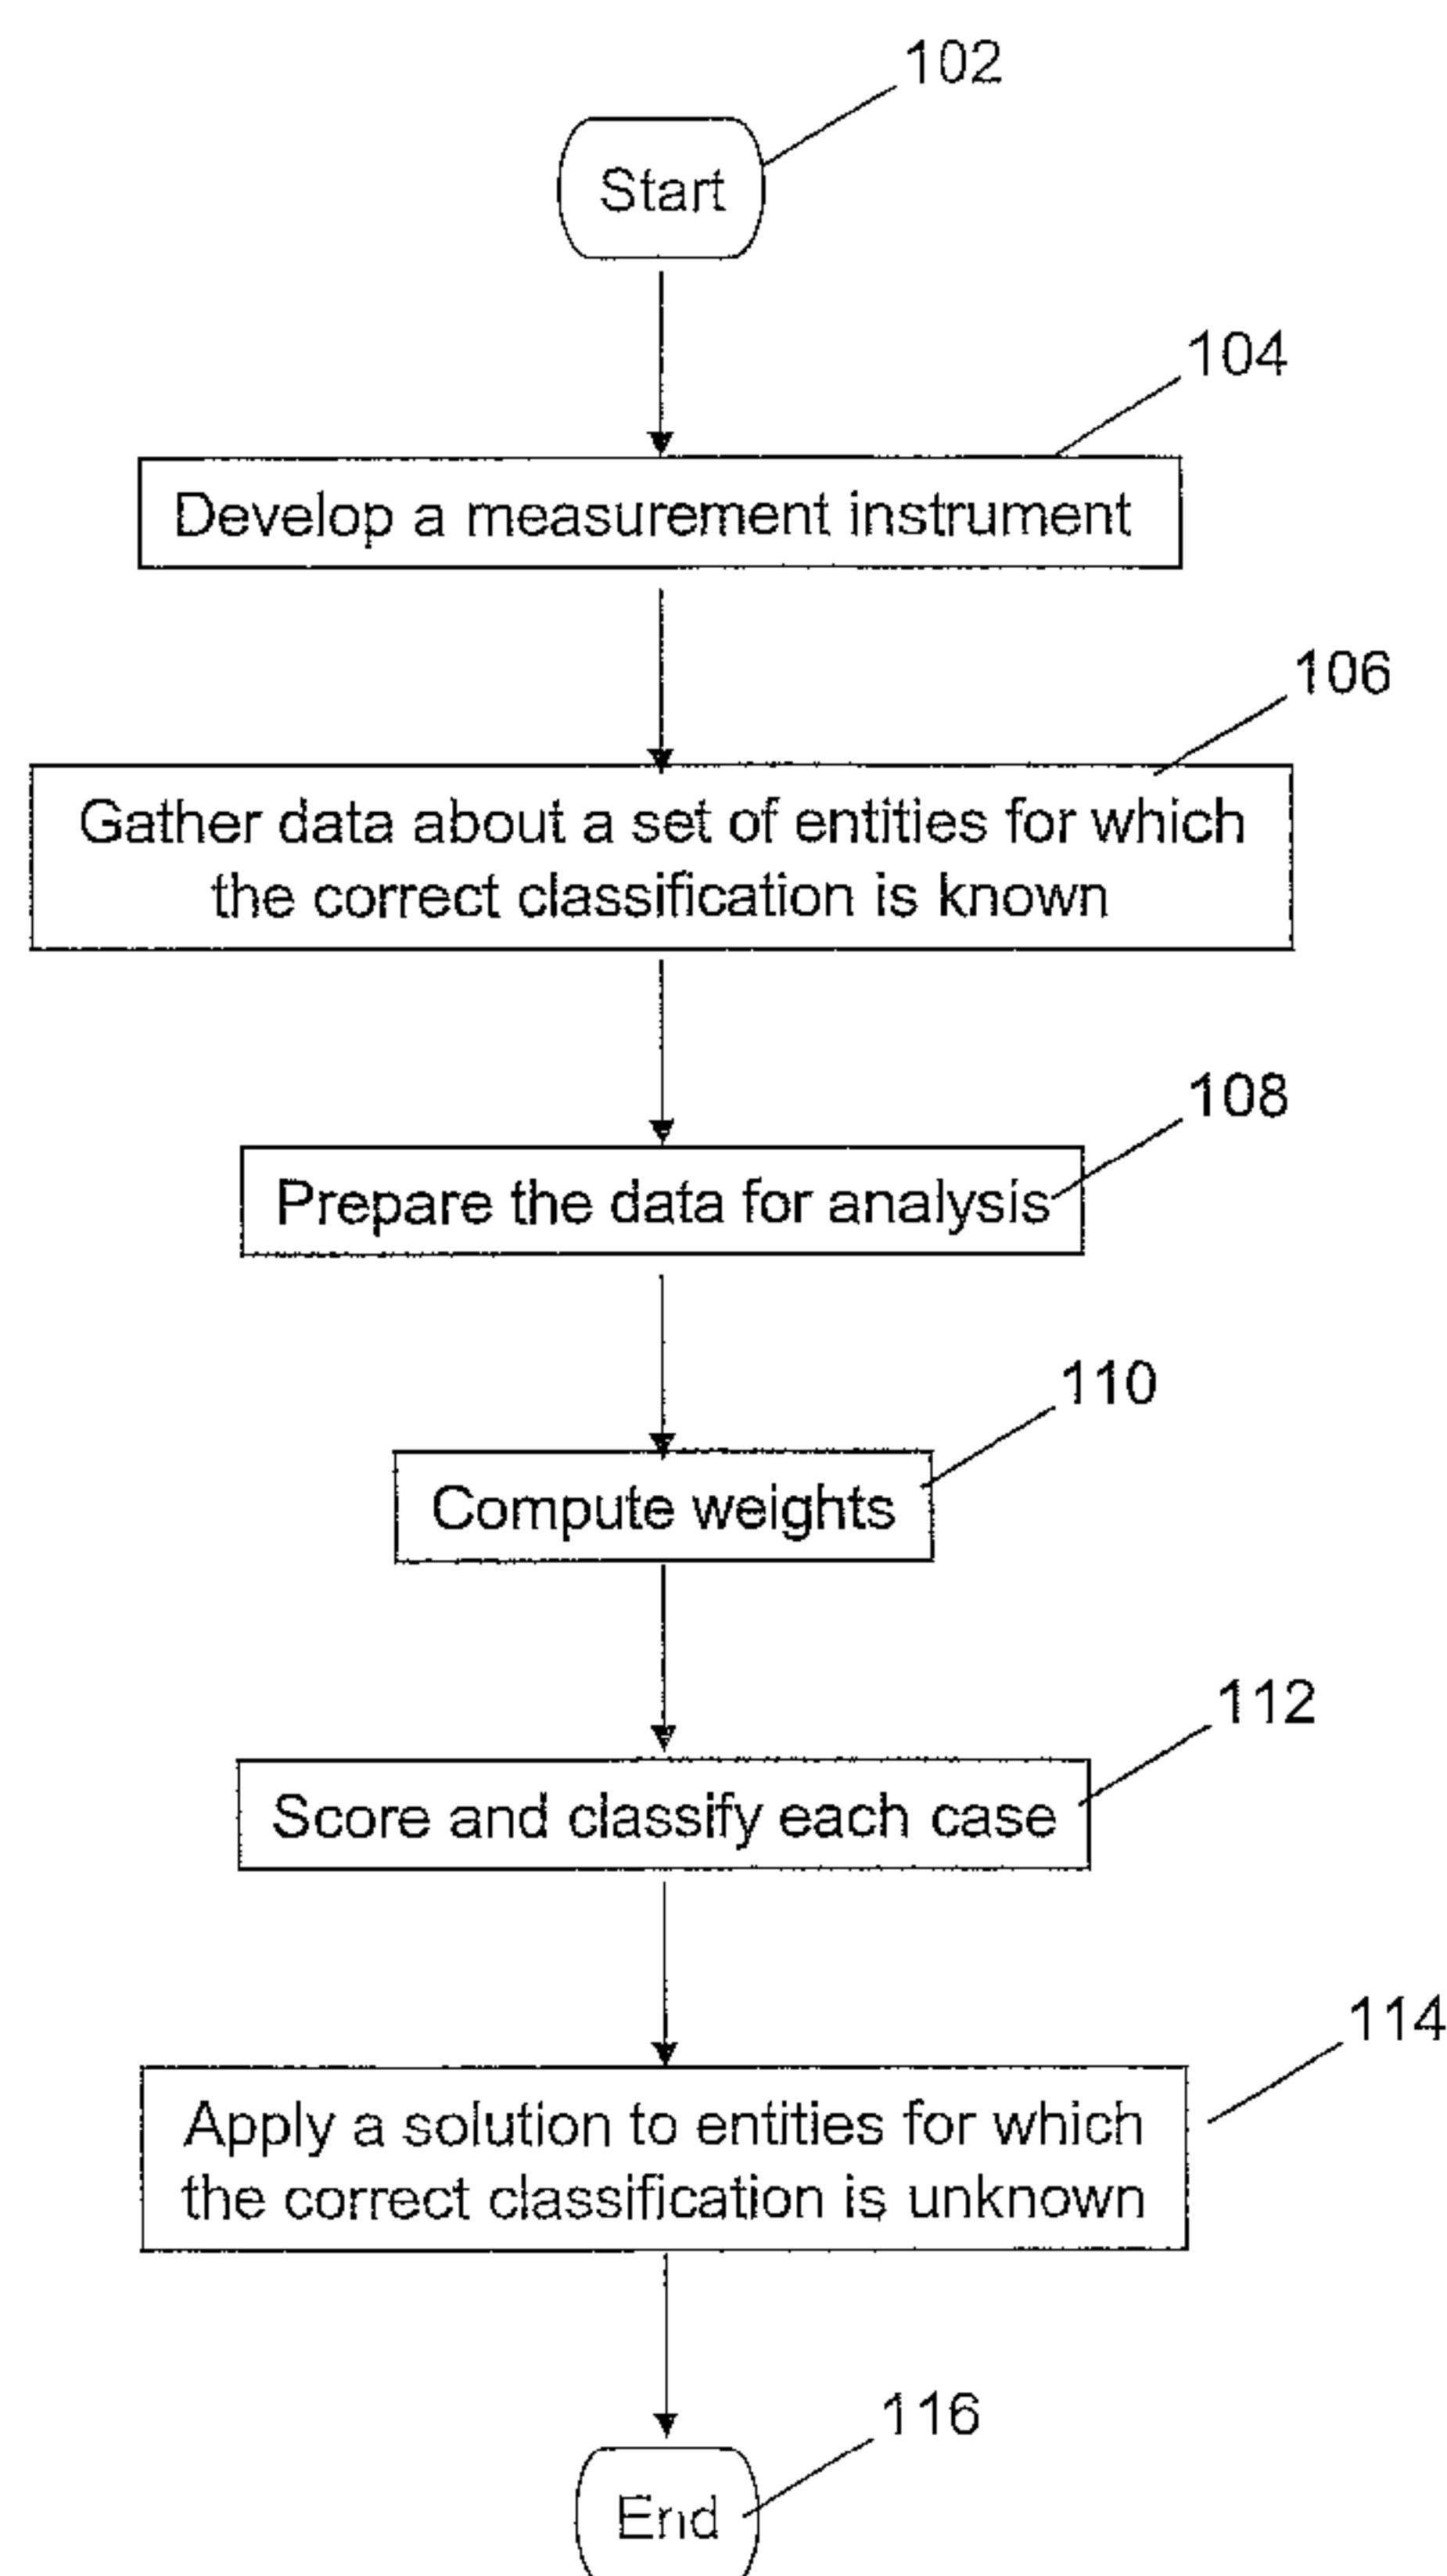 102
Start
104
Develop a measurement instrument
106
Gather data about a set of entities for which
the correct classification is known
108
Prepare the data for analysis
110
Compute weights
112
Score and classify each case
114
Apply a solution to entities for which
the correct classification is unknown
116
End